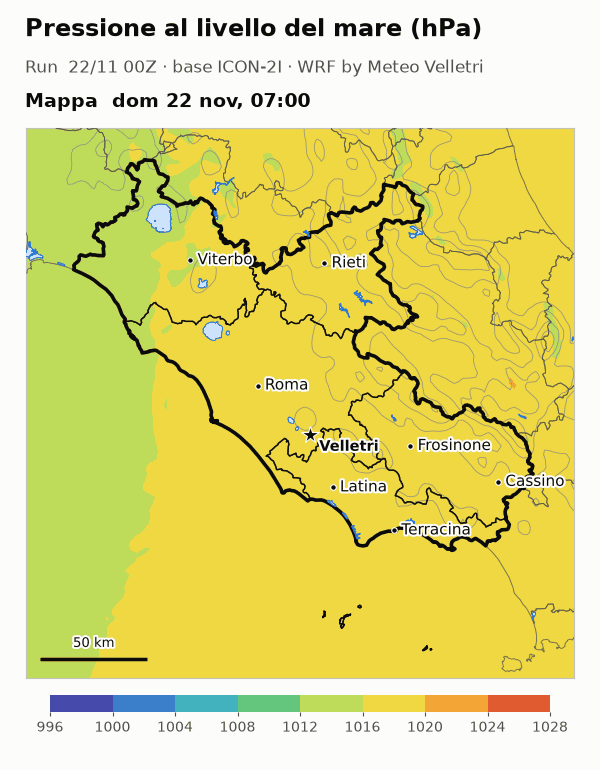 Pressione al livello del mare (hPa)
Run  22/11 00Z · base ICON-2I · WRF by Meteo Velletri
Mappa  dom 22 nov, 07:00
Viterbo
Rieti
Roma
Velletri
Frosinone
Latina
Cassino
Terracina
50 km
996 1000 1004 1008 1012 1016 1020 1024 1028